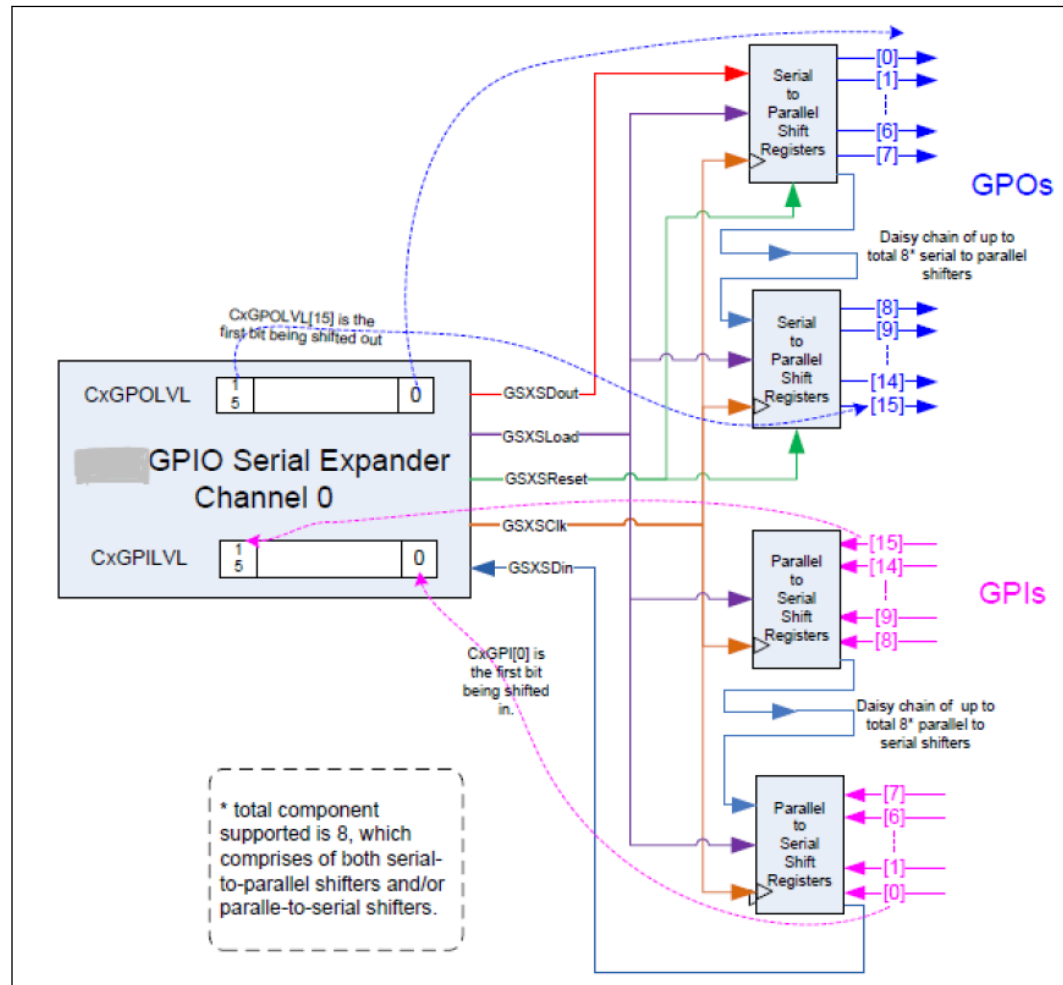 Serial
to
Parallel
Shift
Registers
[0]
[1]
[6]
[7]
GPOs
Daisy chain of up to
total 8* serial to parallel
shifters
Serial
to
Parallel
Shift
Registers
[8]
[9]
[14]
[15]
CxGPOLVL[15] is the
first bit being shifted out
CxGPOLVL
1
5
0
GPIO Serial Expander
Channel 0
CxGPILVL
1
5
0
GSXSDout
GSXSLoad
GSXSReset
GSXSClk
GSXSDin
Parallel
to
Serial
Shift
Registers
[15]
[14]
[9]
[8]
GPIs
CxGPI[0] is
the first bit
being shifted
in.
Daisy chain of up to
total 8* parallel to
serial shifters
Parallel
to
Serial
Shift
Registers
[7]
[6]
[1]
[0]
* total component
supported is 8, which
comprises of both serial-
to-parallel shifters and/or
paralle-to-serial shifters.